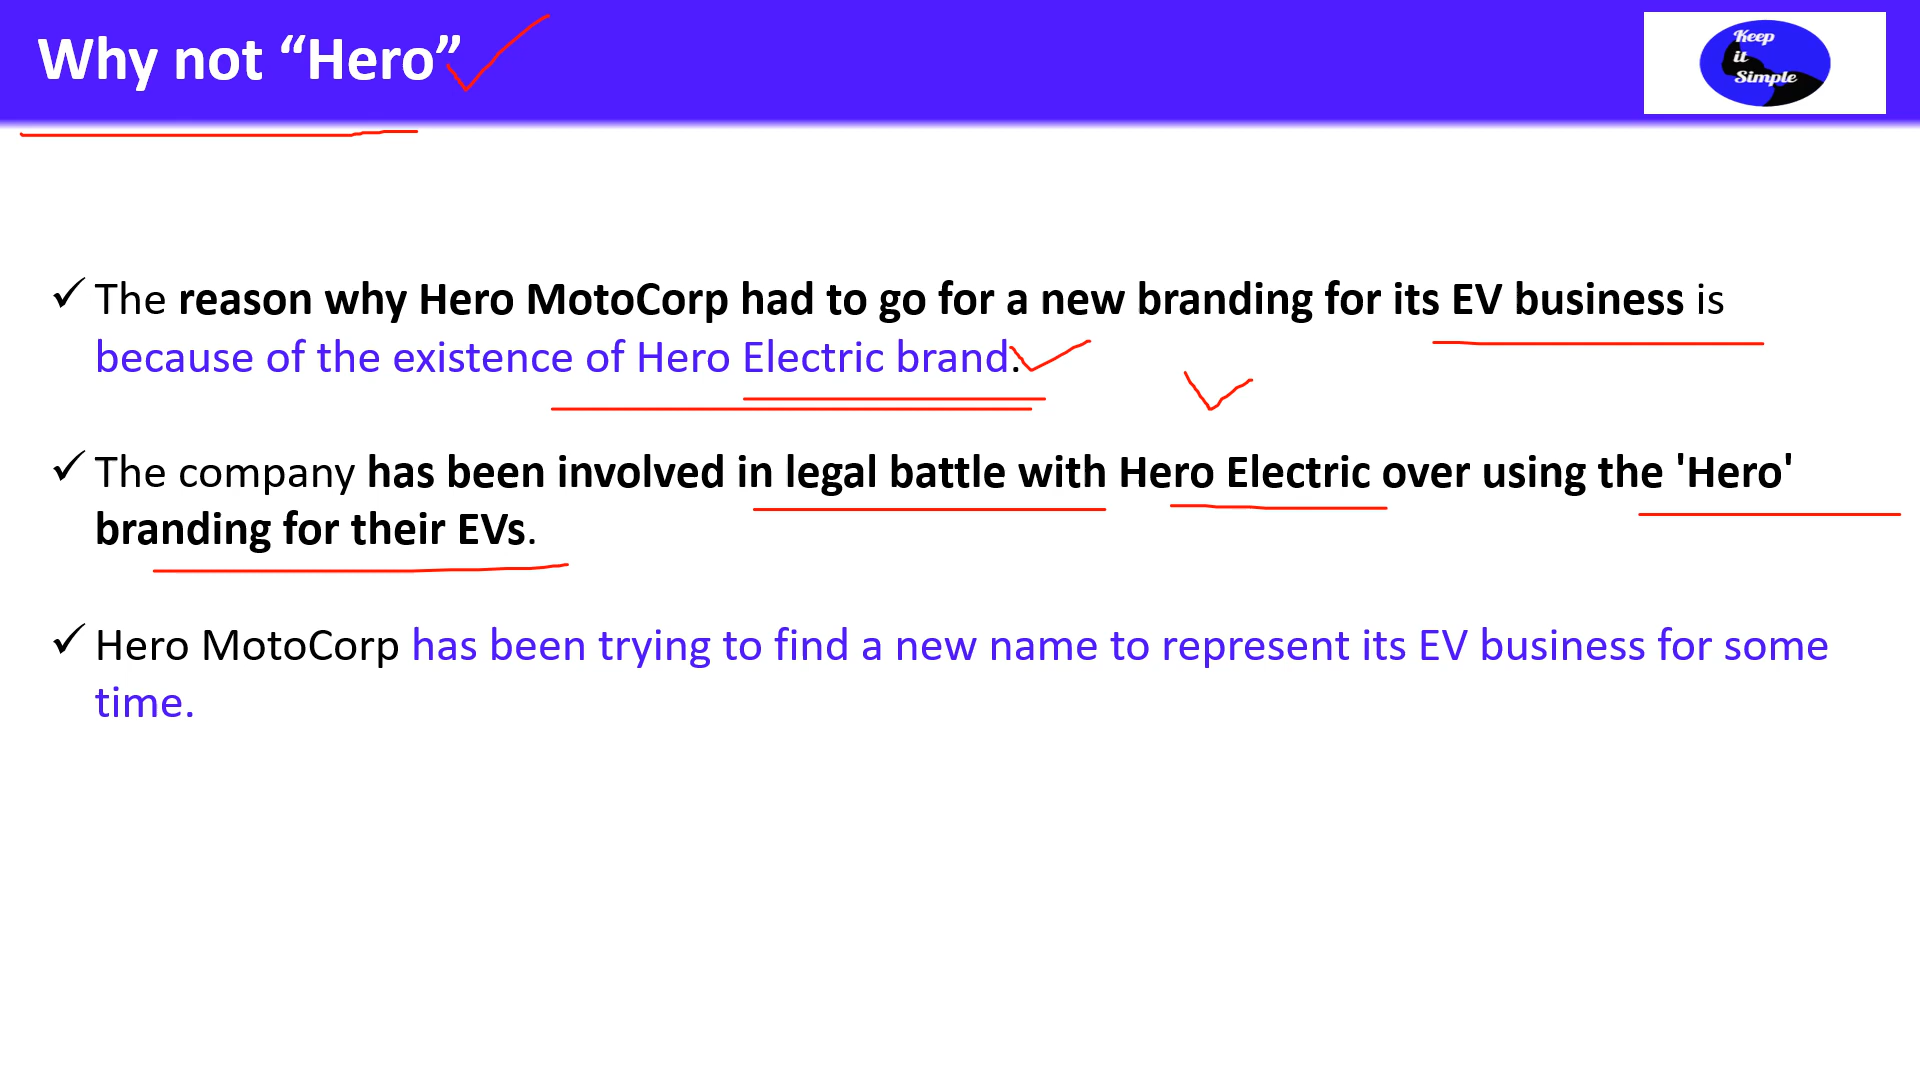 Why not “Hero”
Keep
it
Simple
✓ The reason why Hero MotoCorp had to go for a new branding for its EV business is
because of the existence of Hero Electric brand.
✓ The company has been involved in legal battle with Hero Electric over using the 'Hero'
branding for their EVs.
✓ Hero MotoCorp has been trying to find a new name to represent its EV business for some
time.